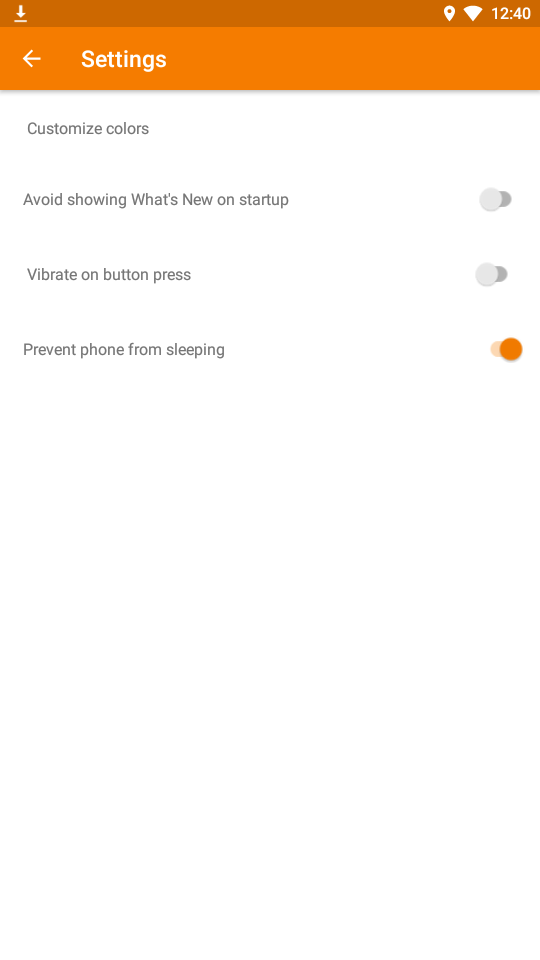 12:40
Settings
Customize colors
Avoid showing What's New on startup
Vibrate on button press
Prevent phone from sleeping